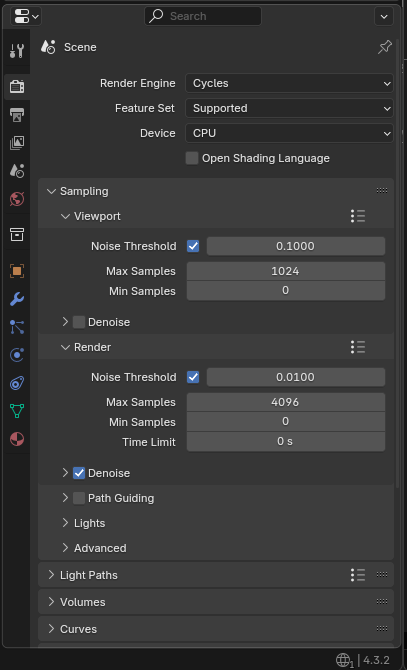 Search
Scene
Render Engine Cycles
Feature Set Supported
Device CPU
Open Shading Language
Sampling
Viewport
Noise Threshold 0.1000
Max Samples 1024
Min Samples 0
Denoise
Render
Noise Threshold 0.0100
Max Samples 4096
Min Samples 0
Time Limit 0 s
Denoise
Path Guiding
Lights
Advanced
Light Paths
Volumes
Curves
1 | 4.3.2